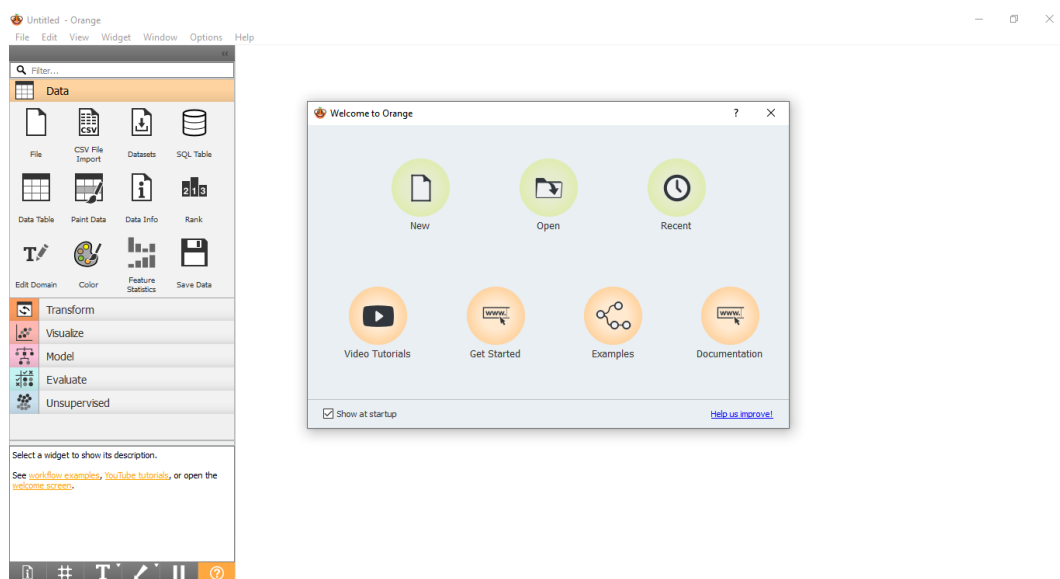 Untitled - Orange
File Edit View Widget Window Options Help
Filter...
Data
File CSV File Import Datasets SQL Table
Data Table Paint Data Data Info Rank
Edit Domain Color Feature Statistics Save Data
Transform
Visualize
Model
Evaluate
Unsupervised
Select a widget to show its description.
See workflow examples, YouTube tutorials, or open the
welcome screen.
Welcome to Orange
New Open Recent
www. www.
Video Tutorials Get Started Examples Documentation
Show at startup Help us improve!